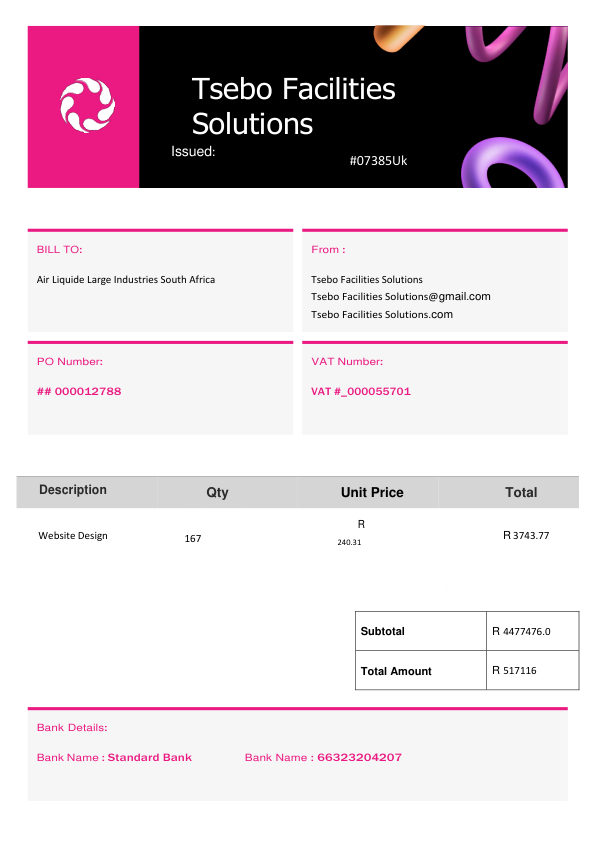 Tsebo Facilities
Solutions
Issued:
#07385Uk
BILL TO:
Air Liquide Large Industries South Africa
From :
Tsebo Facilities Solutions
Tsebo Facilities Solutions@gmail.com
Tsebo Facilities Solutions.com
PO Number:
## 000012788
VAT Number:
VAT #_000055701
Description Qty Unit Price Total
Website Design 167 R 240.31 R 3743.77
Subtotal R 4477476.0
Total Amount R 517116
Bank Details:
Bank Name : Standard Bank Bank Name : 66323204207